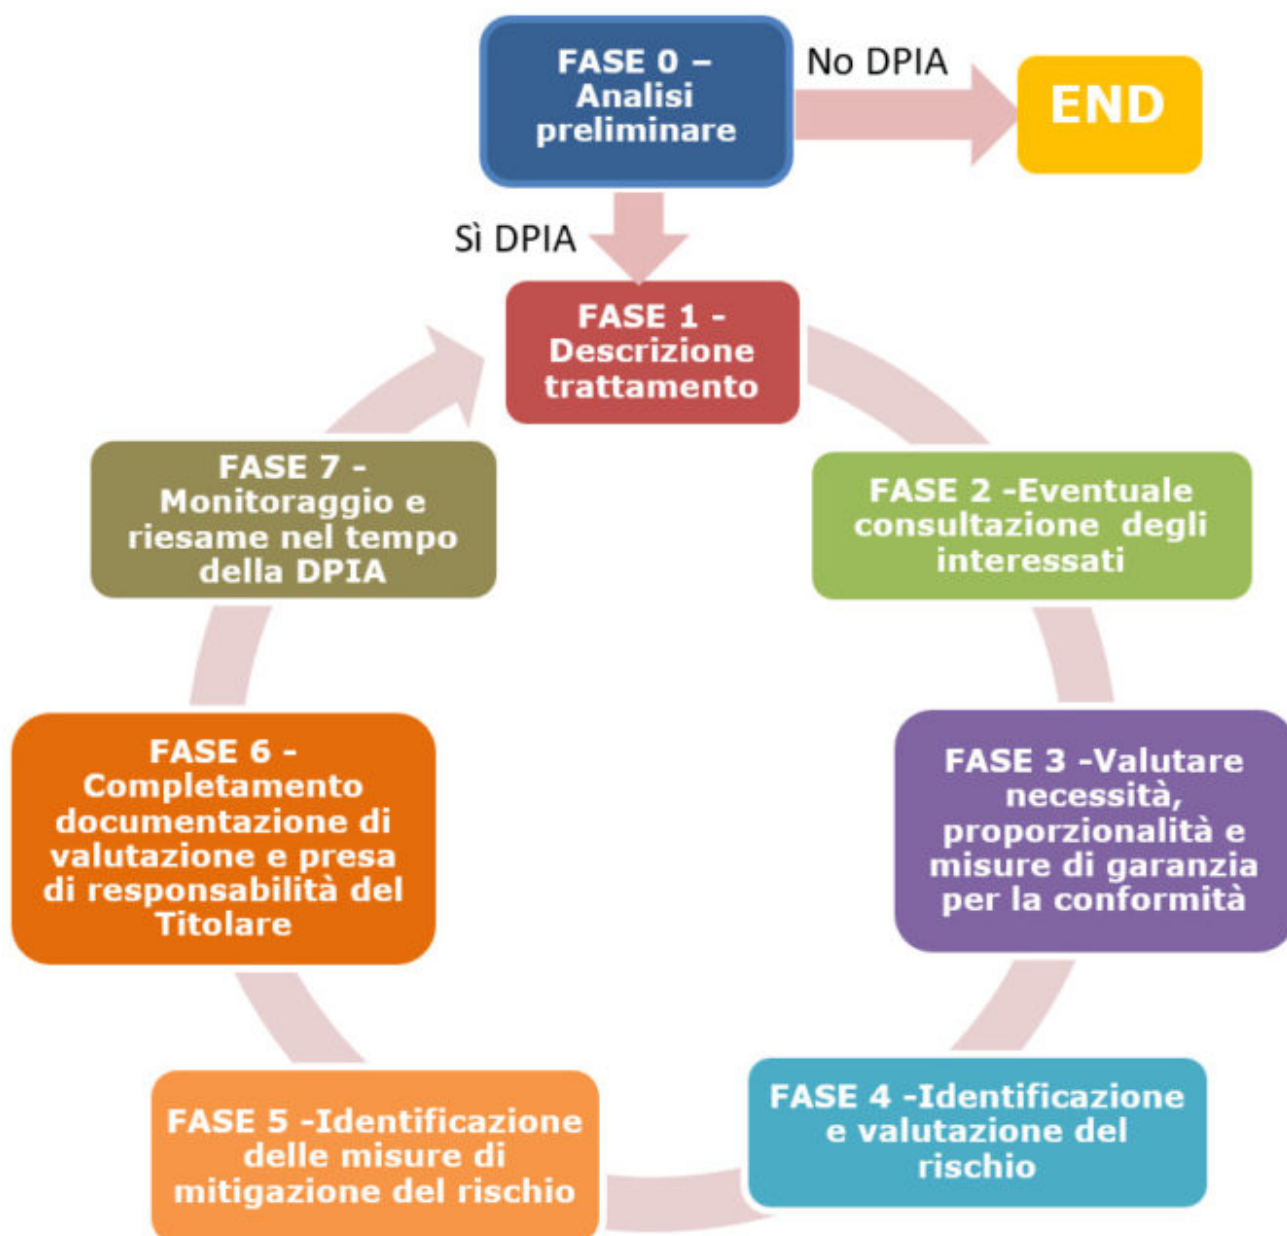 FASE 0 –
Analisi
preliminare
No DPIA
END
Sì DPIA
FASE 1 -
Descrizione
trattamento
FASE 2 -Eventuale
consultazione degli
interessati
FASE 3 -Valutare
necessità,
proporzionalità e
misure di garanzia
per la conformità
FASE 4 -Identificazione
e valutazione del
rischio
FASE 5 -Identificazione
delle misure di
mitigazione del rischio
FASE 6 -
Completamento
documentazione di
valutazione e presa
di responsabilità del
Titolare
FASE 7 -
Monitoraggio e
riesame nel tempo
della DPIA